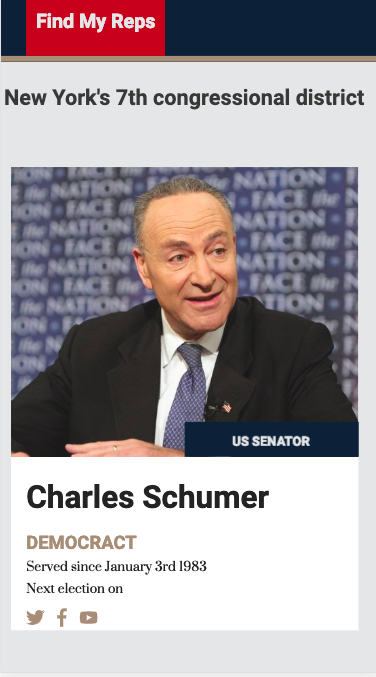 Find My Reps
New York's 7th congressional district
FACE the NATION
US SENATOR
Charles Schumer
DEMOCRACT
Served since January 3rd 1983
Next election on